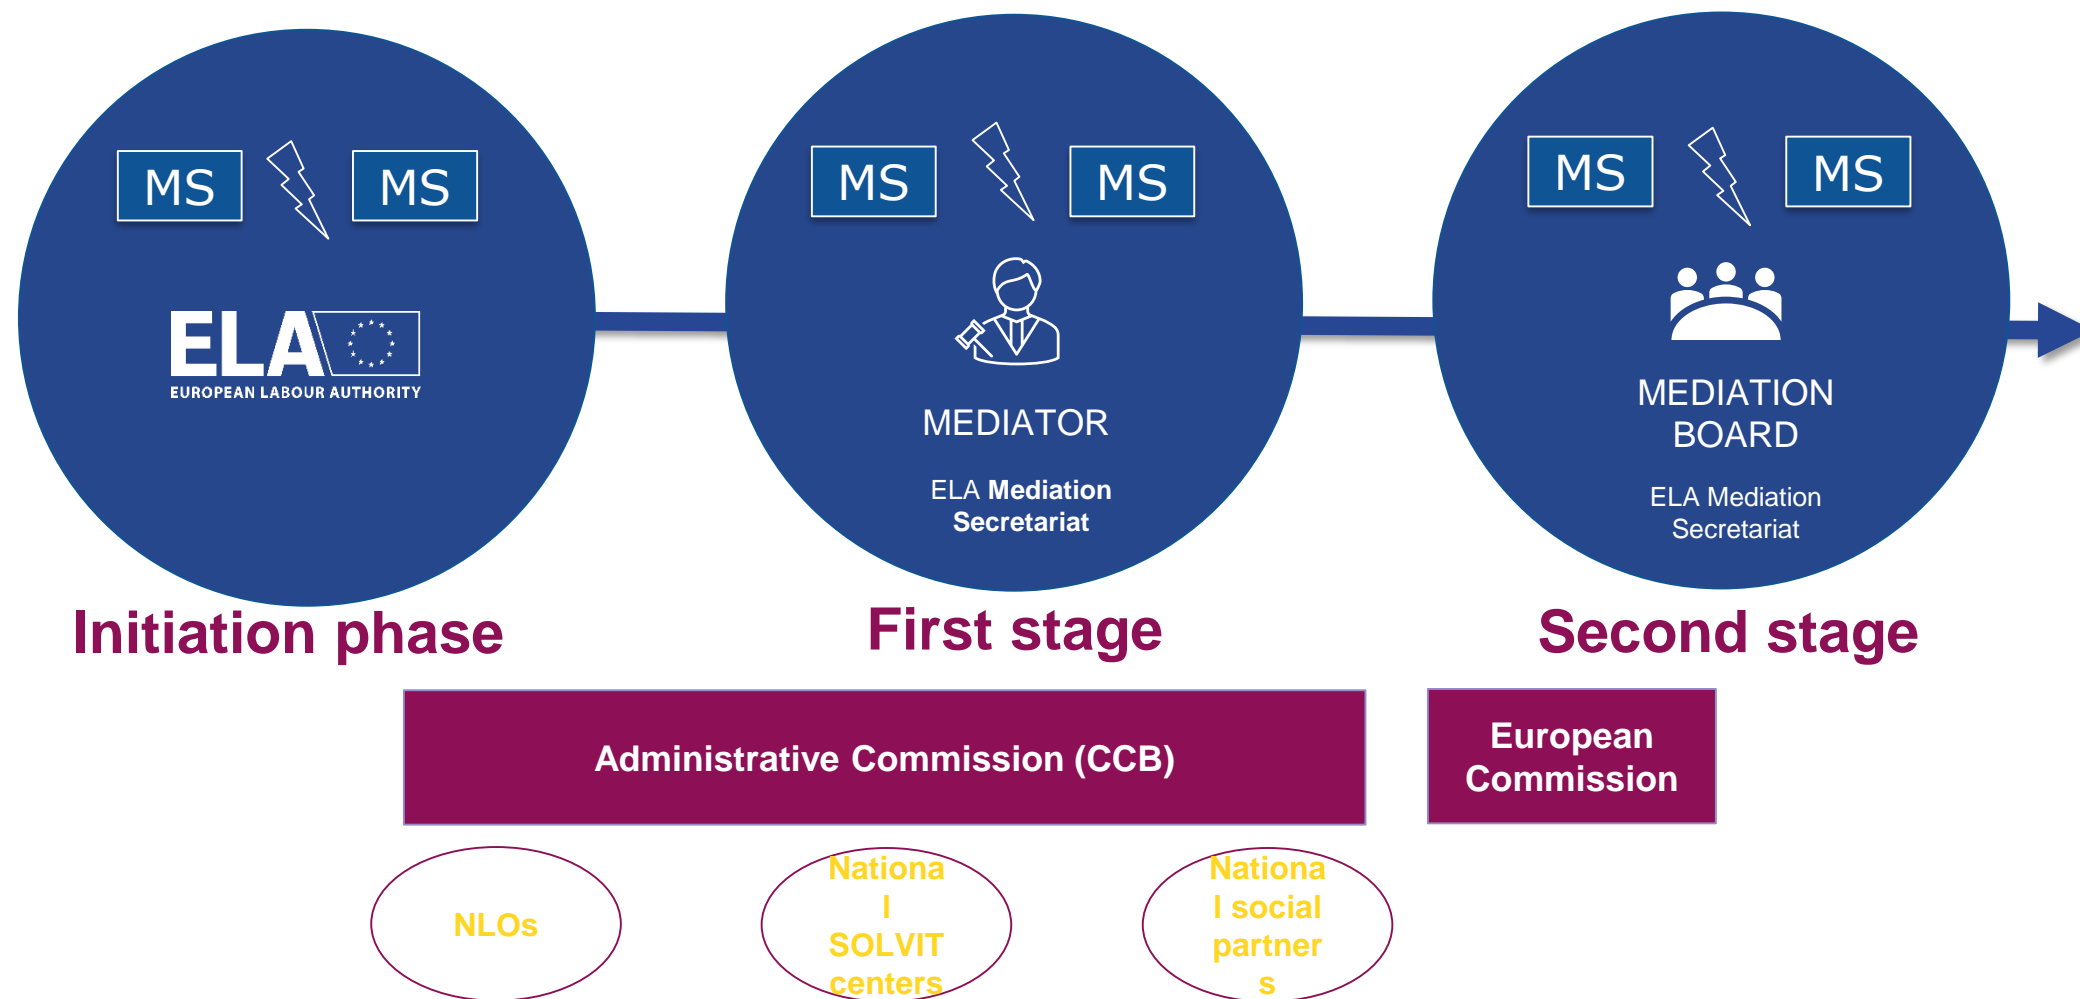 MS
MS
ELA
EUROPEAN LABOUR AUTHORITY
Initiation phase
MS
MS
MEDIATOR
ELA Mediation
Secretariat
First stage
MS
MS
MEDIATION
BOARD
ELA Mediation
Secretariat
Second stage
Administrative Commission (CCB)
European
Commission
NLOs
Nationa
l
SOLVIT
centers
Nationa
l social
partner
s